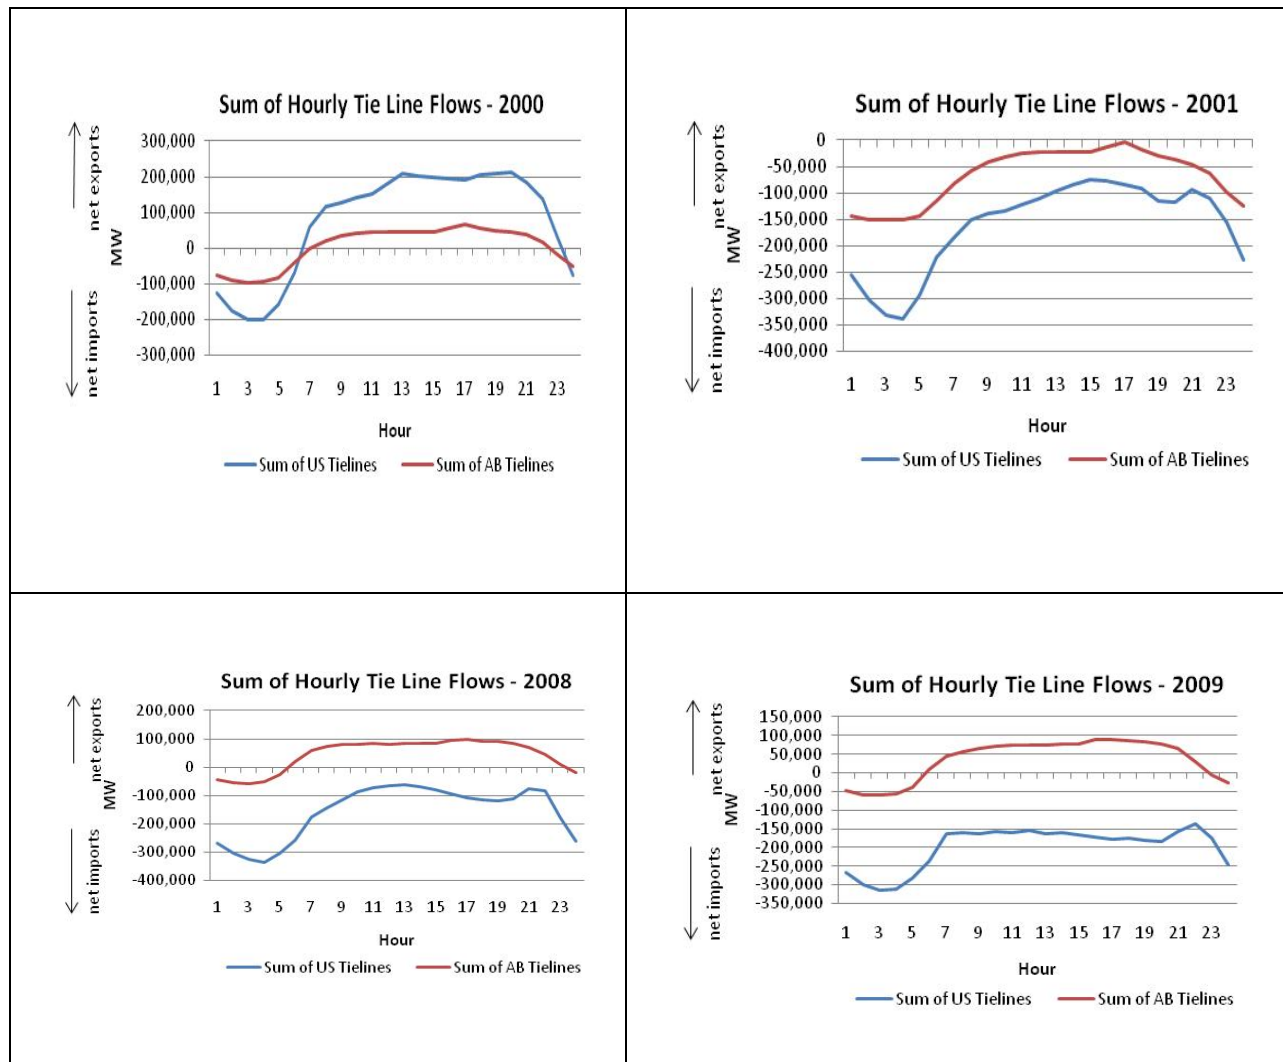 Sum of Hourly Tie Line Flows - 2000
net exports
MW
net imports
300,000
200,000
100,000
0
-100,000
-200,000
-300,000
1 3 5 7 9 11 13 15 17 19 21 23
Hour
Sum of US Tielines Sum of AB Tielines
Sum of Hourly Tie Line Flows - 2001
net exports
MW
net imports
0
-50,000
-100,000
-150,000
-200,000
-250,000
-300,000
-350,000
-400,000
1 3 5 7 9 11 13 15 17 19 21 23
Hour
Sum of US Tielines Sum of AB Tielines
Sum of Hourly Tie Line Flows - 2008
net exports
MW
net imports
200,000
100,000
0
-100,000
-200,000
-300,000
-400,000
1 3 5 7 9 11 13 15 17 19 21 23
Hour
Sum of US Tielines Sum of AB Tielines
Sum of Hourly Tie Line Flows - 2009
net exports
MW
net imports
150,000
100,000
50,000
0
-50,000
-100,000
-150,000
-200,000
-250,000
-300,000
-350,000
1 3 5 7 9 11 13 15 17 19 21 23
Hour
Sum of US Tielines Sum of AB Tielines